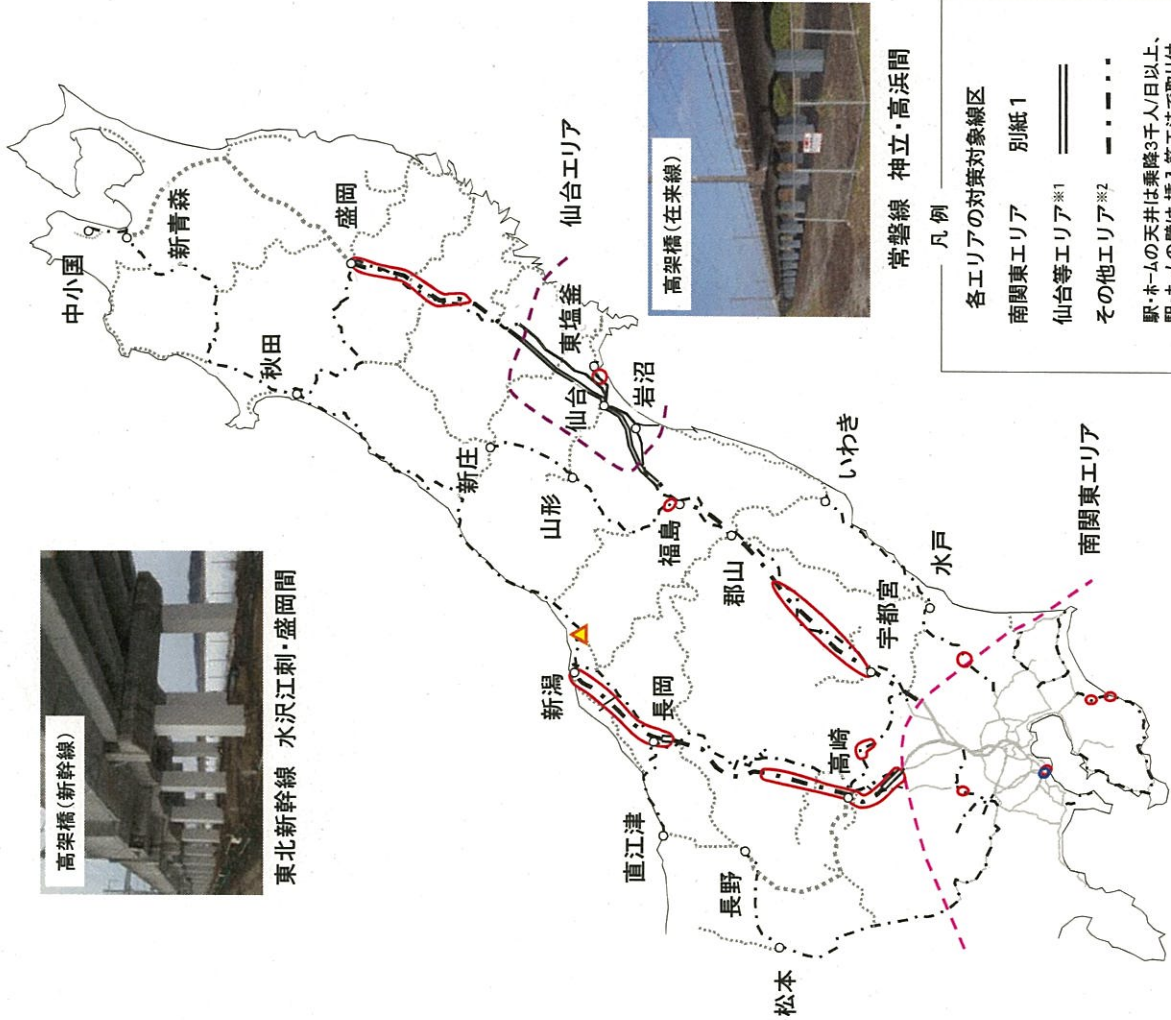 高架橋(新幹線)
東北新幹線 水沢江刺・盛岡間
中小国
新青森
秋田
盛岡
新庄
山形
仙台
東塩釜
仙台エリア
岩沼
福島
郡山
いわき
新潟
長岡
宇都宮
水戸
直江津
高崎
長野
松本
南関東エリア
高架橋(在来線)
常磐線 神立・高浜間
凡 例
各エリアの対策対象線区
南関東エリア 別紙1
仙台等エリア※1
その他エリア※2
駅・ホームの天井は乗降3千人/日以上、